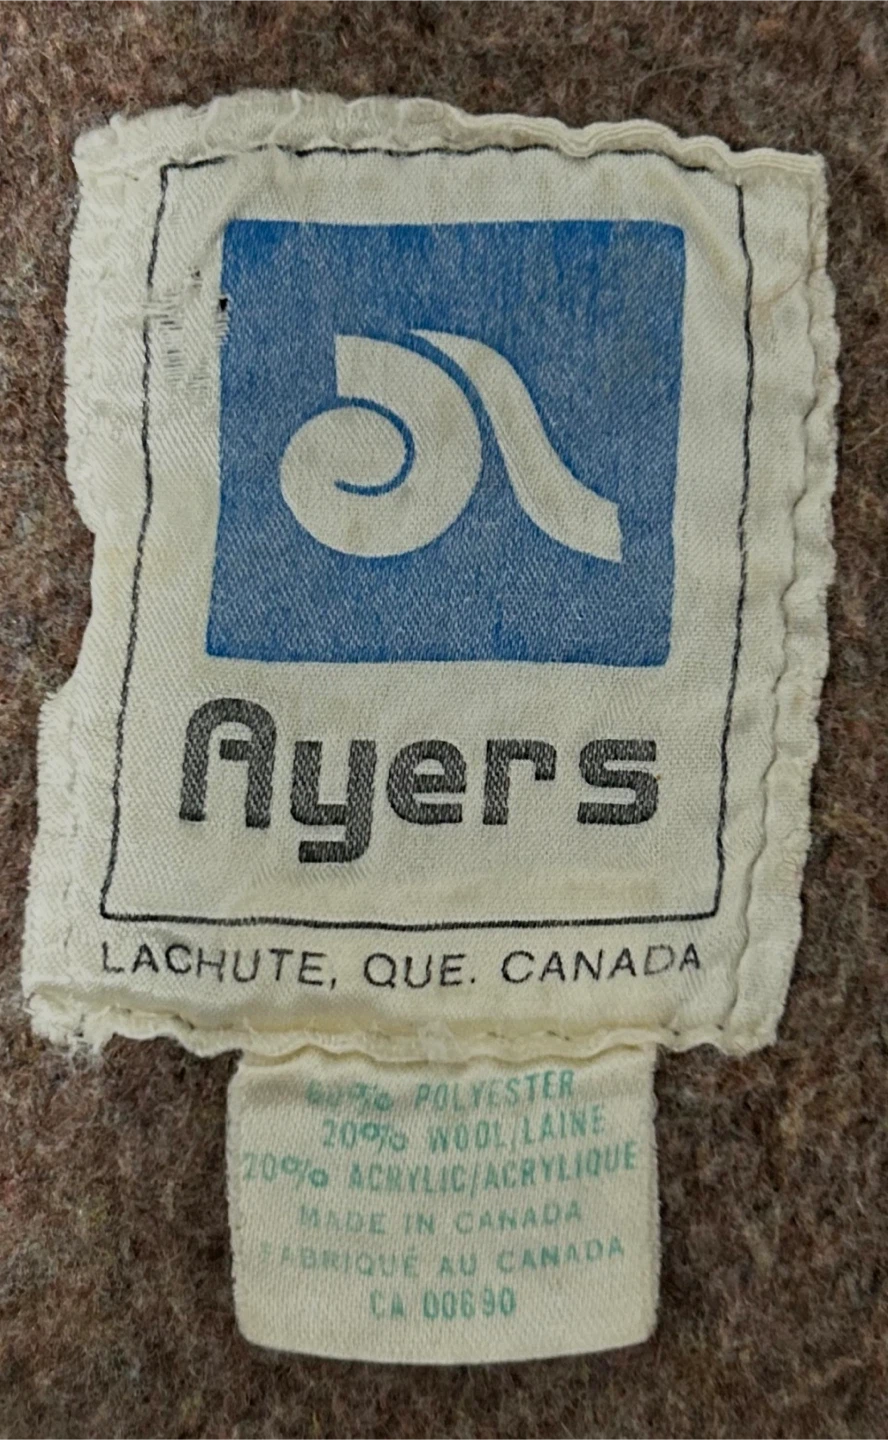 Ayers
LACHUTE, QUE. CANADA
60% POLYESTER
20% WOOL/LAINE
20% ACRYLIC/ACRYLIQUE
MADE IN CANADA
FABRIQUÉ AU CANADA
CA 00690